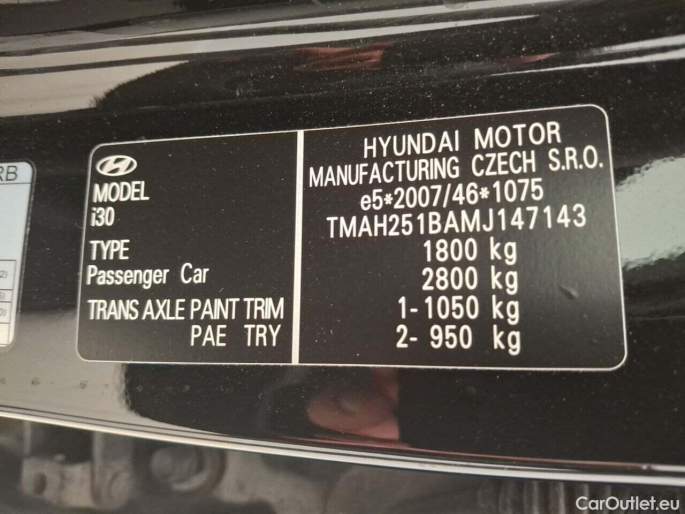 RB
MODEL
i30
TYPE
Passenger Car
TRANS AXLE PAINT TRIM
PAE TRY
HYUNDAI MOTOR
MANUFACTURING CZECH S.R.O.
e5*2007/46*1075
TMAH251BAMJ147143
1800 kg
2800 kg
1- 1050 kg
2- 950 kg
CarOutlet.eu